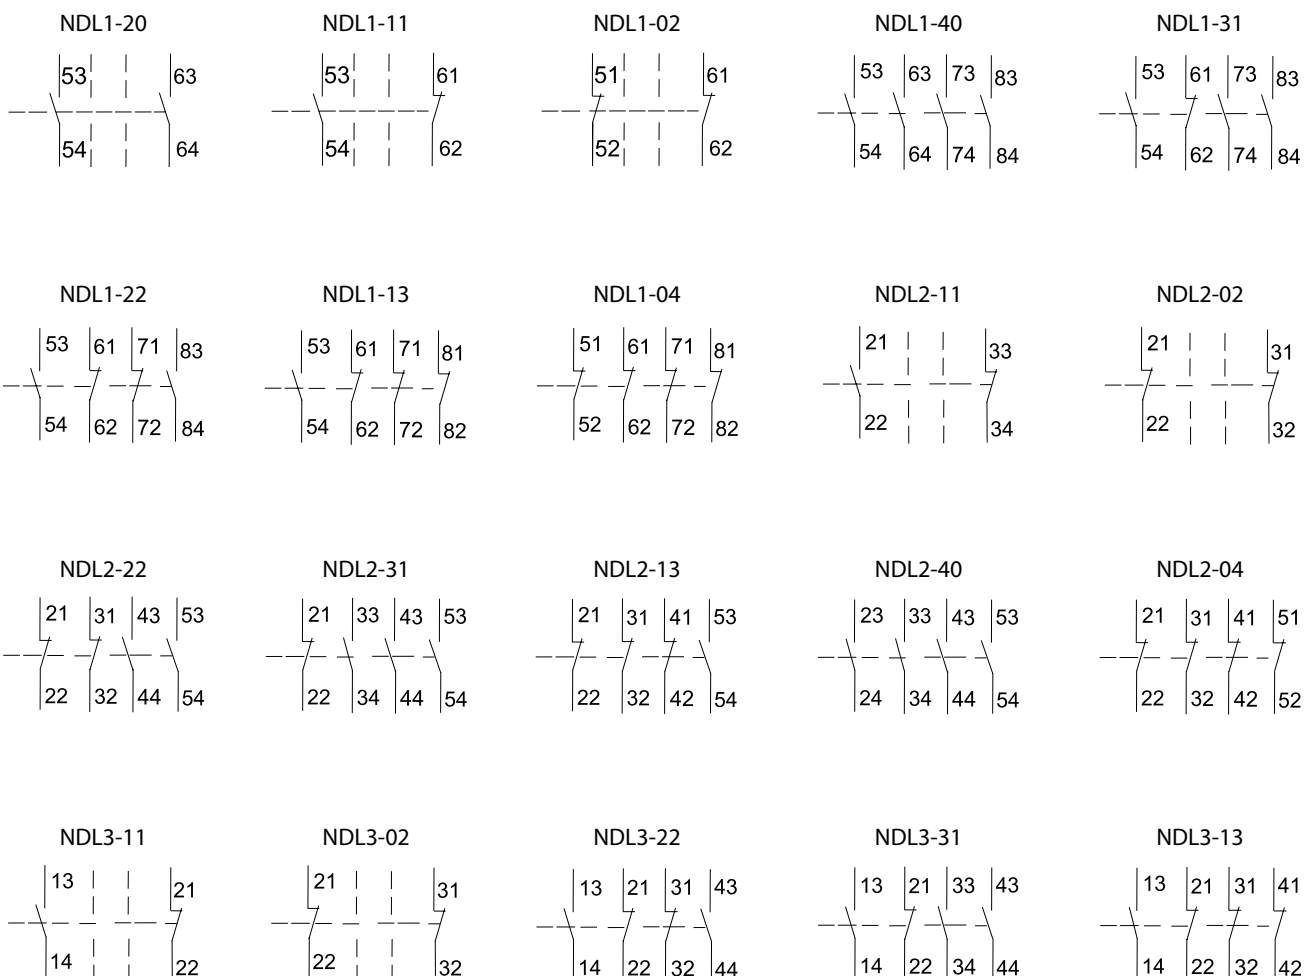 NDL1-20 NDL1-11 NDL1-02 NDL1-40 NDL1-31
53 63 53 61 51 61 53 63 73 83 53 61 73 83
54 64 54 62 52 62 54 64 74 84 54 62 74 84
NDL1-22 NDL1-13 NDL1-04 NDL2-11 NDL2-02
53 61 71 83 53 61 71 81 51 61 71 81 21 33 21 31
54 62 72 84 54 62 72 82 52 62 72 82 22 34 22 32
NDL2-22 NDL2-31 NDL2-13 NDL2-40 NDL2-04
21 31 43 53 21 33 43 53 21 31 41 53 23 33 43 53 21 31 41 51
22 32 44 54 22 34 44 54 22 32 42 54 24 34 44 54 22 32 42 52
NDL3-11 NDL3-02 NDL3-22 NDL3-31 NDL3-13
13 21 21 31 13 21 31 43 13 21 33 43 13 21 31 41
14 22 22 32 14 22 32 44 14 22 34 44 14 22 32 42